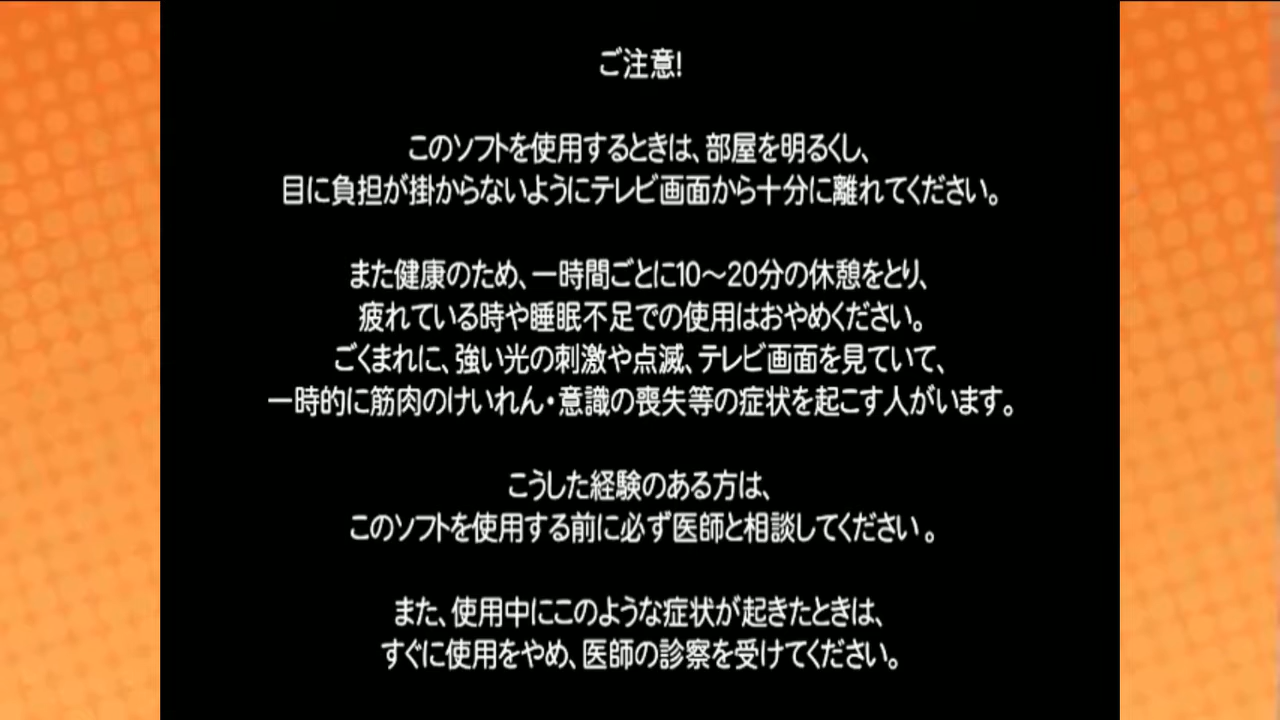 ご注意!
このソフトを使用するときは、部屋を明るくし、
目に負担が掛からないようにテレビ画面から十分に離れてください。
また健康のため、一時間ごとに10～20分の休憩をとり、
疲れている時や睡眠不足での使用はおやめください。
ごくまれに、強い光の刺激や点滅、テレビ画面を見ていて、
一時的に筋肉のけいれん・意識の喪失等の症状を起こす人がいます。
こうした経験のある方は、
このソフトを使用する前に必ず医師と相談してください。
また、使用中にこのような症状が起きたときは、
すぐに使用をやめ、医師の診察を受けてください。